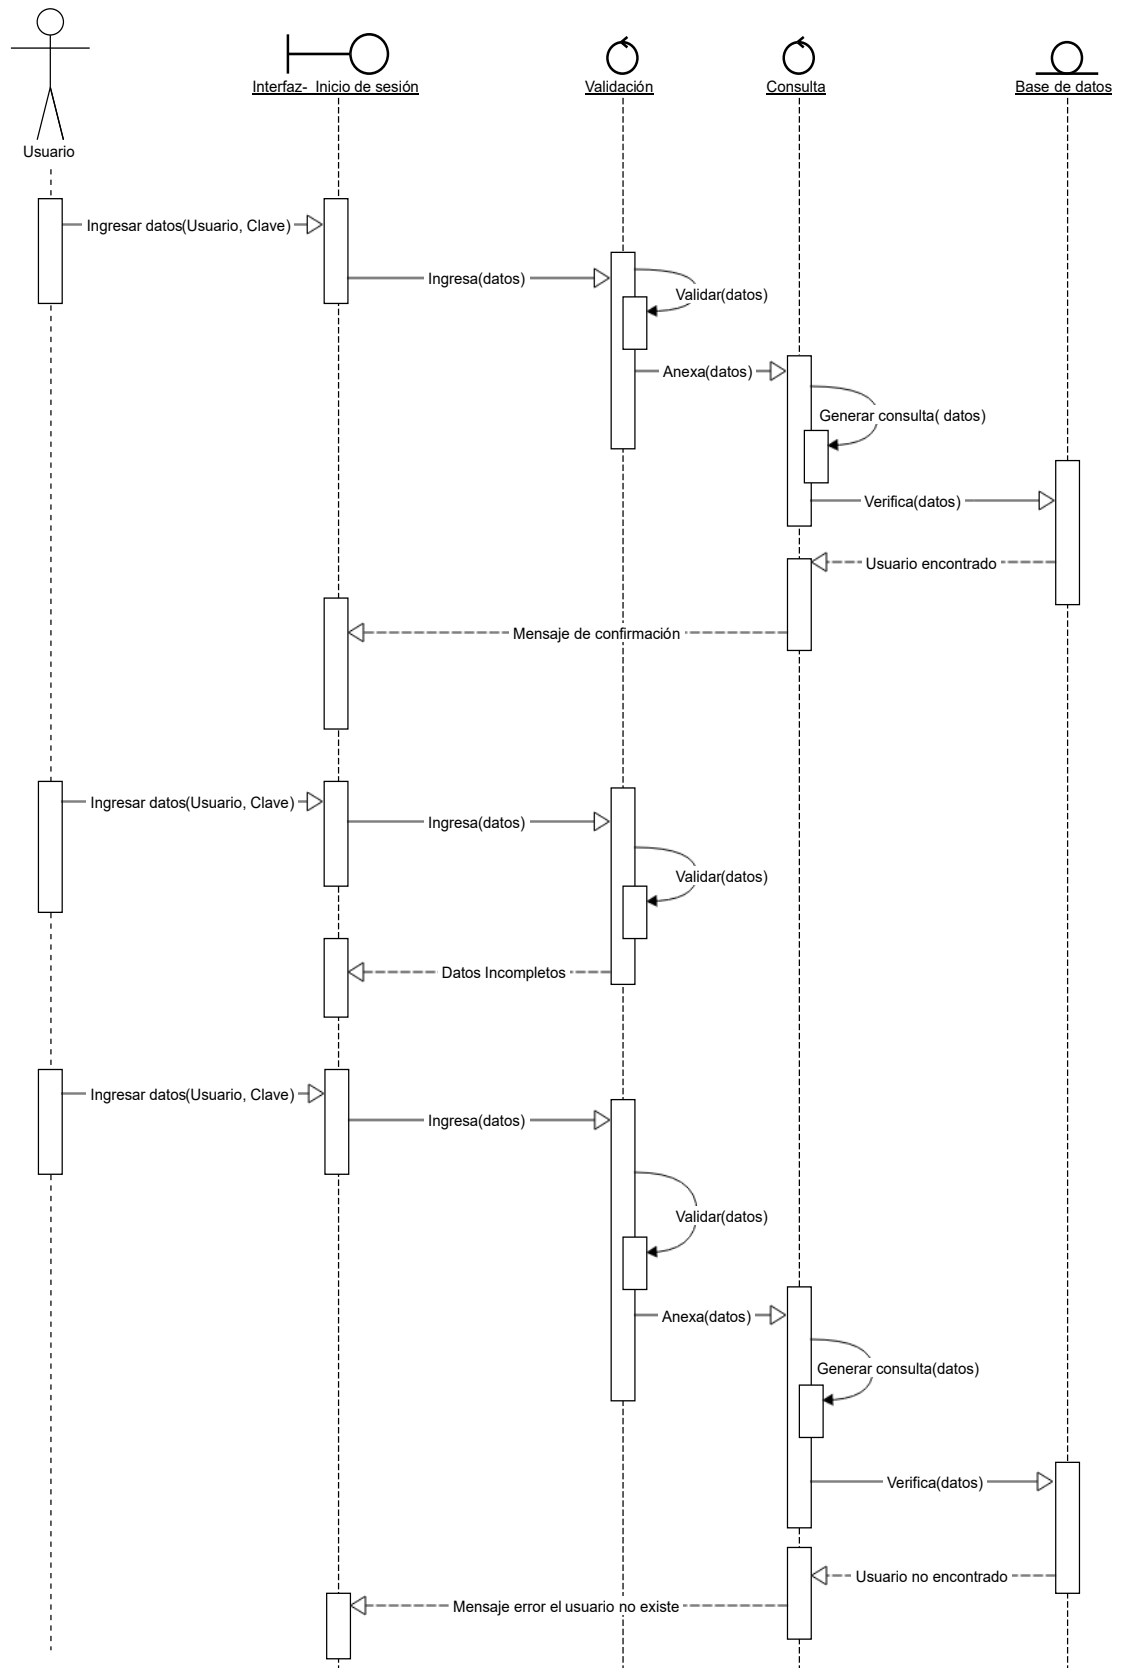 Interfaz-  Inicio de sesión
Validación
Consulta
Base de datos
Usuario
Ingresar datos(Usuario, Clave)
Ingresa(datos)
Validar(datos)
Anexa(datos)
Generar consulta( datos)
Verifica(datos)
Usuario encontrado
Mensaje de confirmación
Ingresar datos(Usuario, Clave)
Ingresa(datos)
Validar(datos)
Datos Incompletos
Ingresar datos(Usuario, Clave)
Ingresa(datos)
Validar(datos)
Anexa(datos)
Generar consulta(datos)
Verifica(datos)
Usuario no encontrado
Mensaje error el usuario no existe